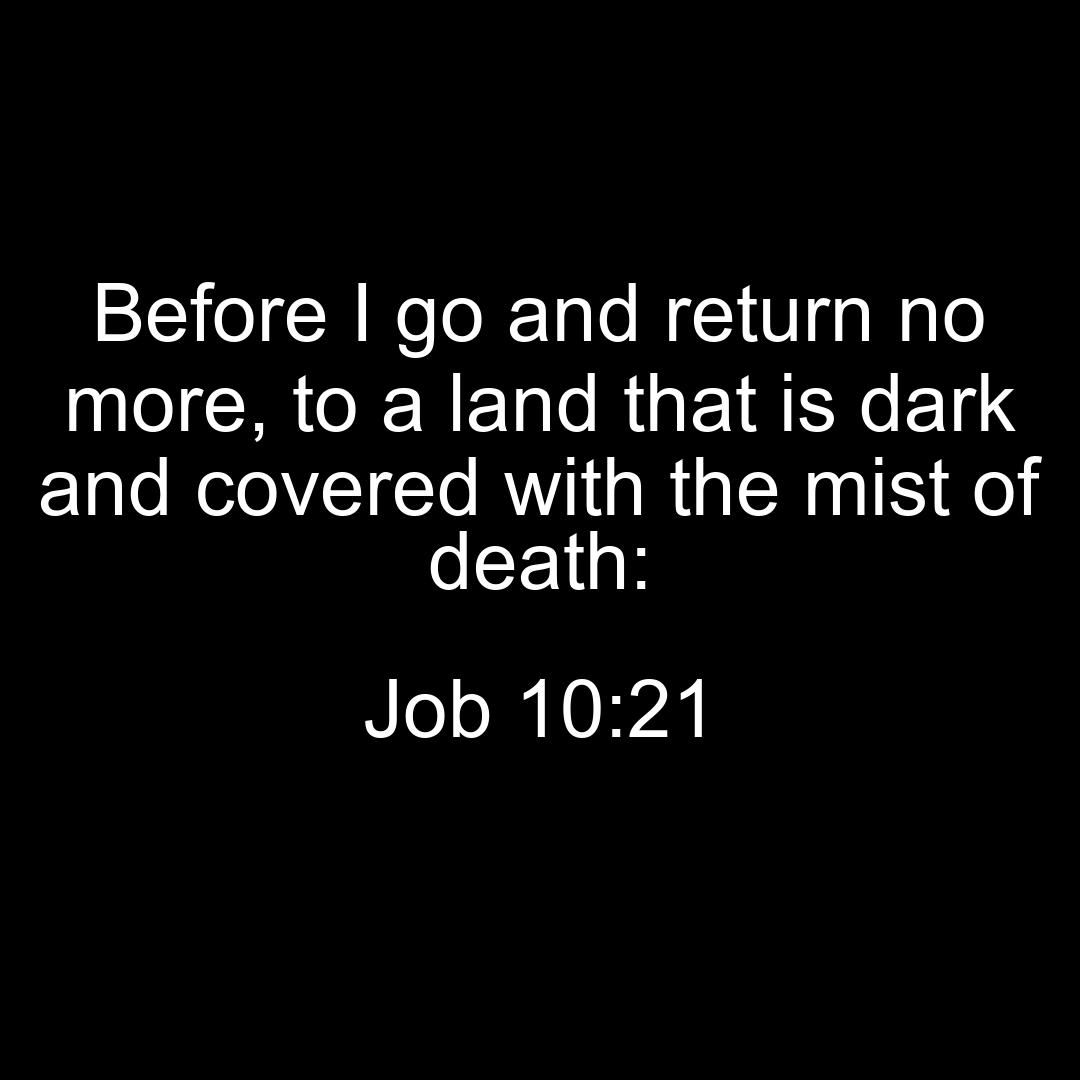 Before I go and return no
more, to a land that is dark
and covered with the mist of
death:
Job 10:21